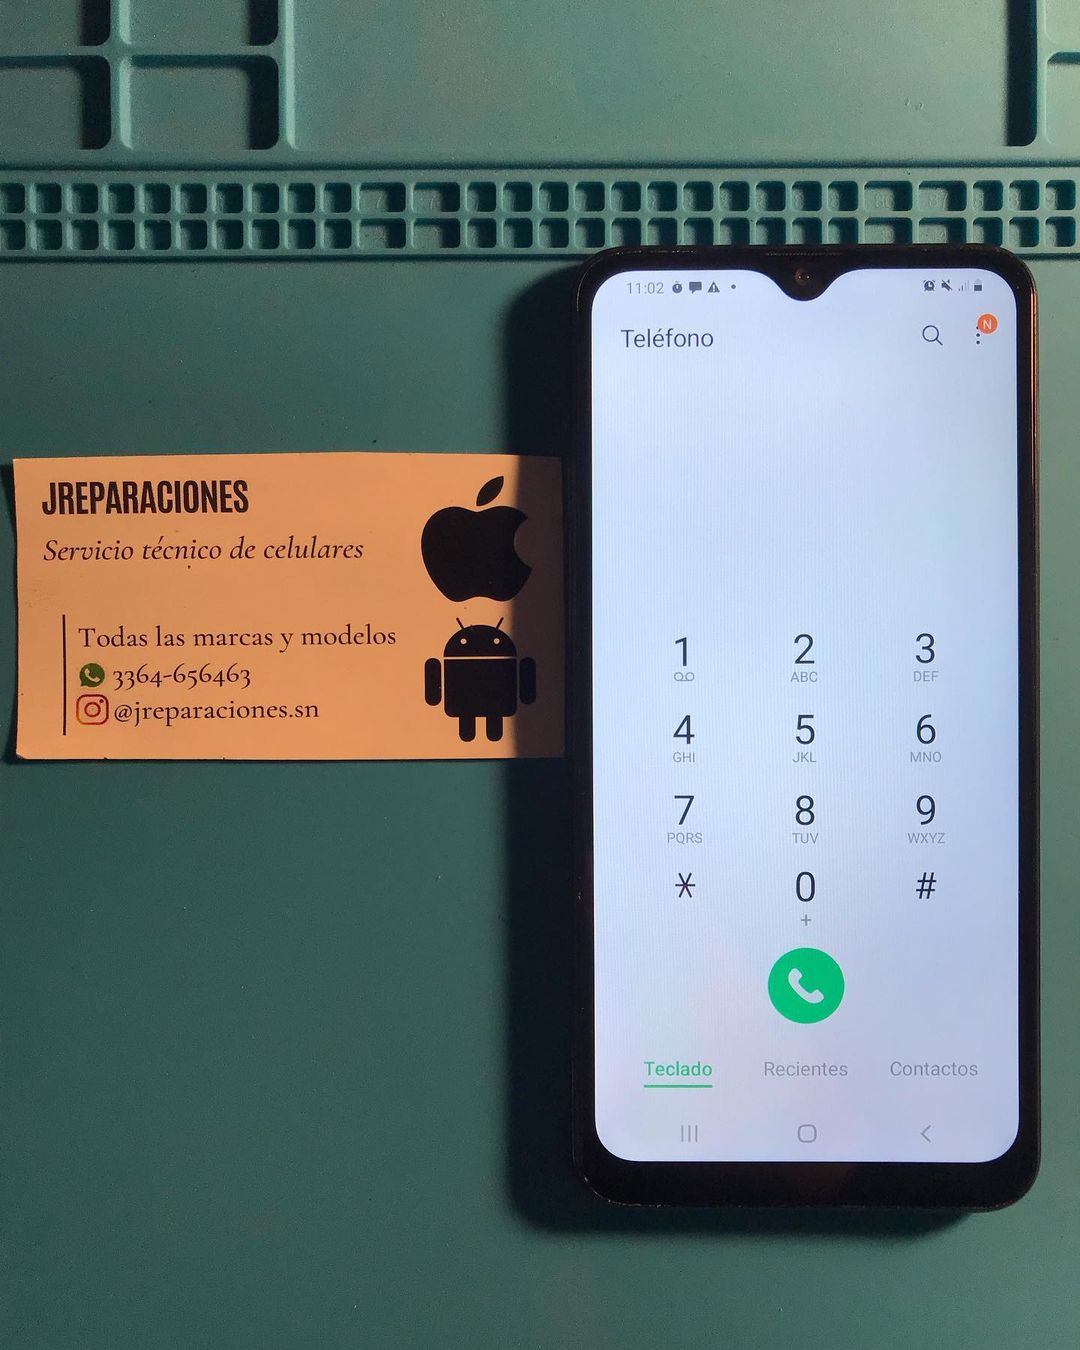 JREPARACIONES
Servicio técnico de celulares
Todas las marcas y modelos
3364-656463
@jreparaciones.sn
11:02
Teléfono
N
1
2
ABC
3
DEF
4
GHI
5
JKL
6
MNO
7
PQRS
8
TUV
9
WXYZ
*
0
+
#
Teclado
Recientes
Contactos